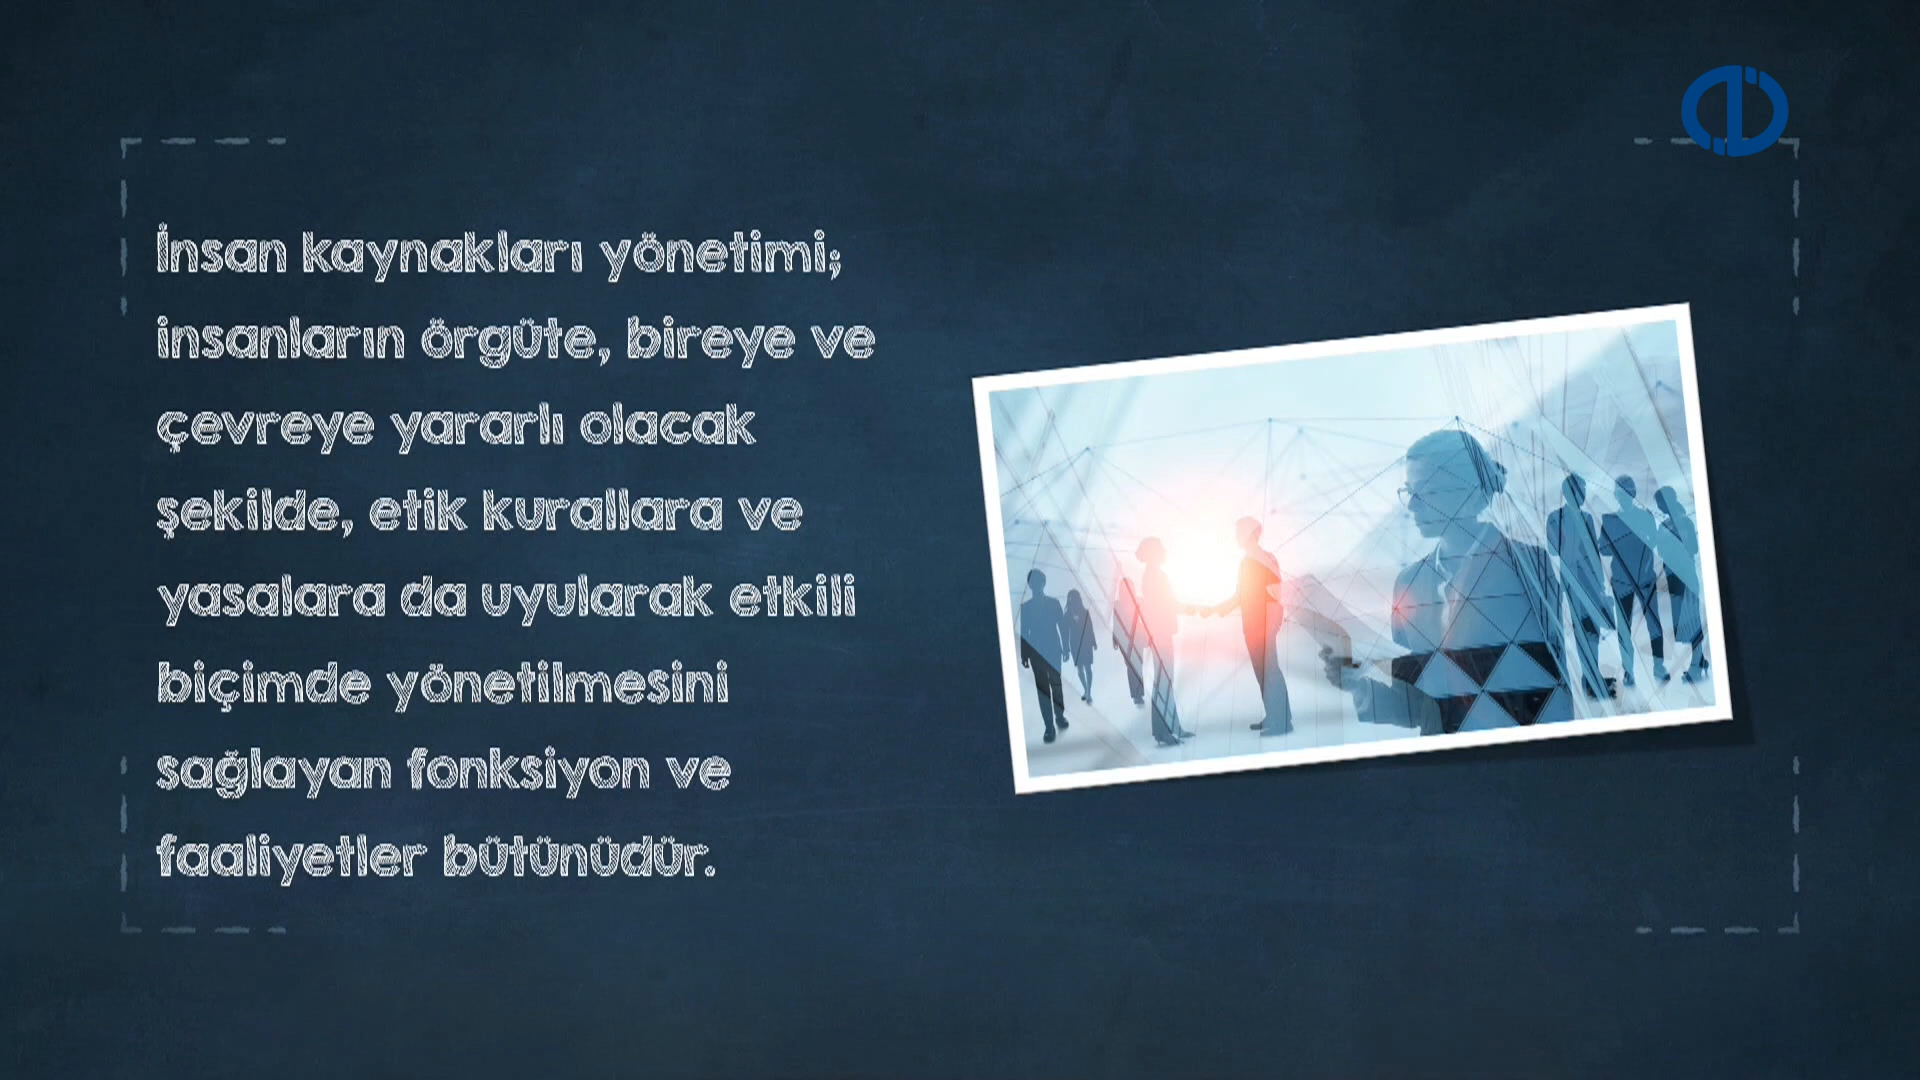 İnsan kaynakları yönetimi;
insanların örgüte, bireye ve
çevreye yararlı olacak
şekilde, etik kurallara ve
yasalara da uyularak etkili
biçimde yönetilmesini
sağlayan fonksiyon ve
faaliyetler bütünüdür.